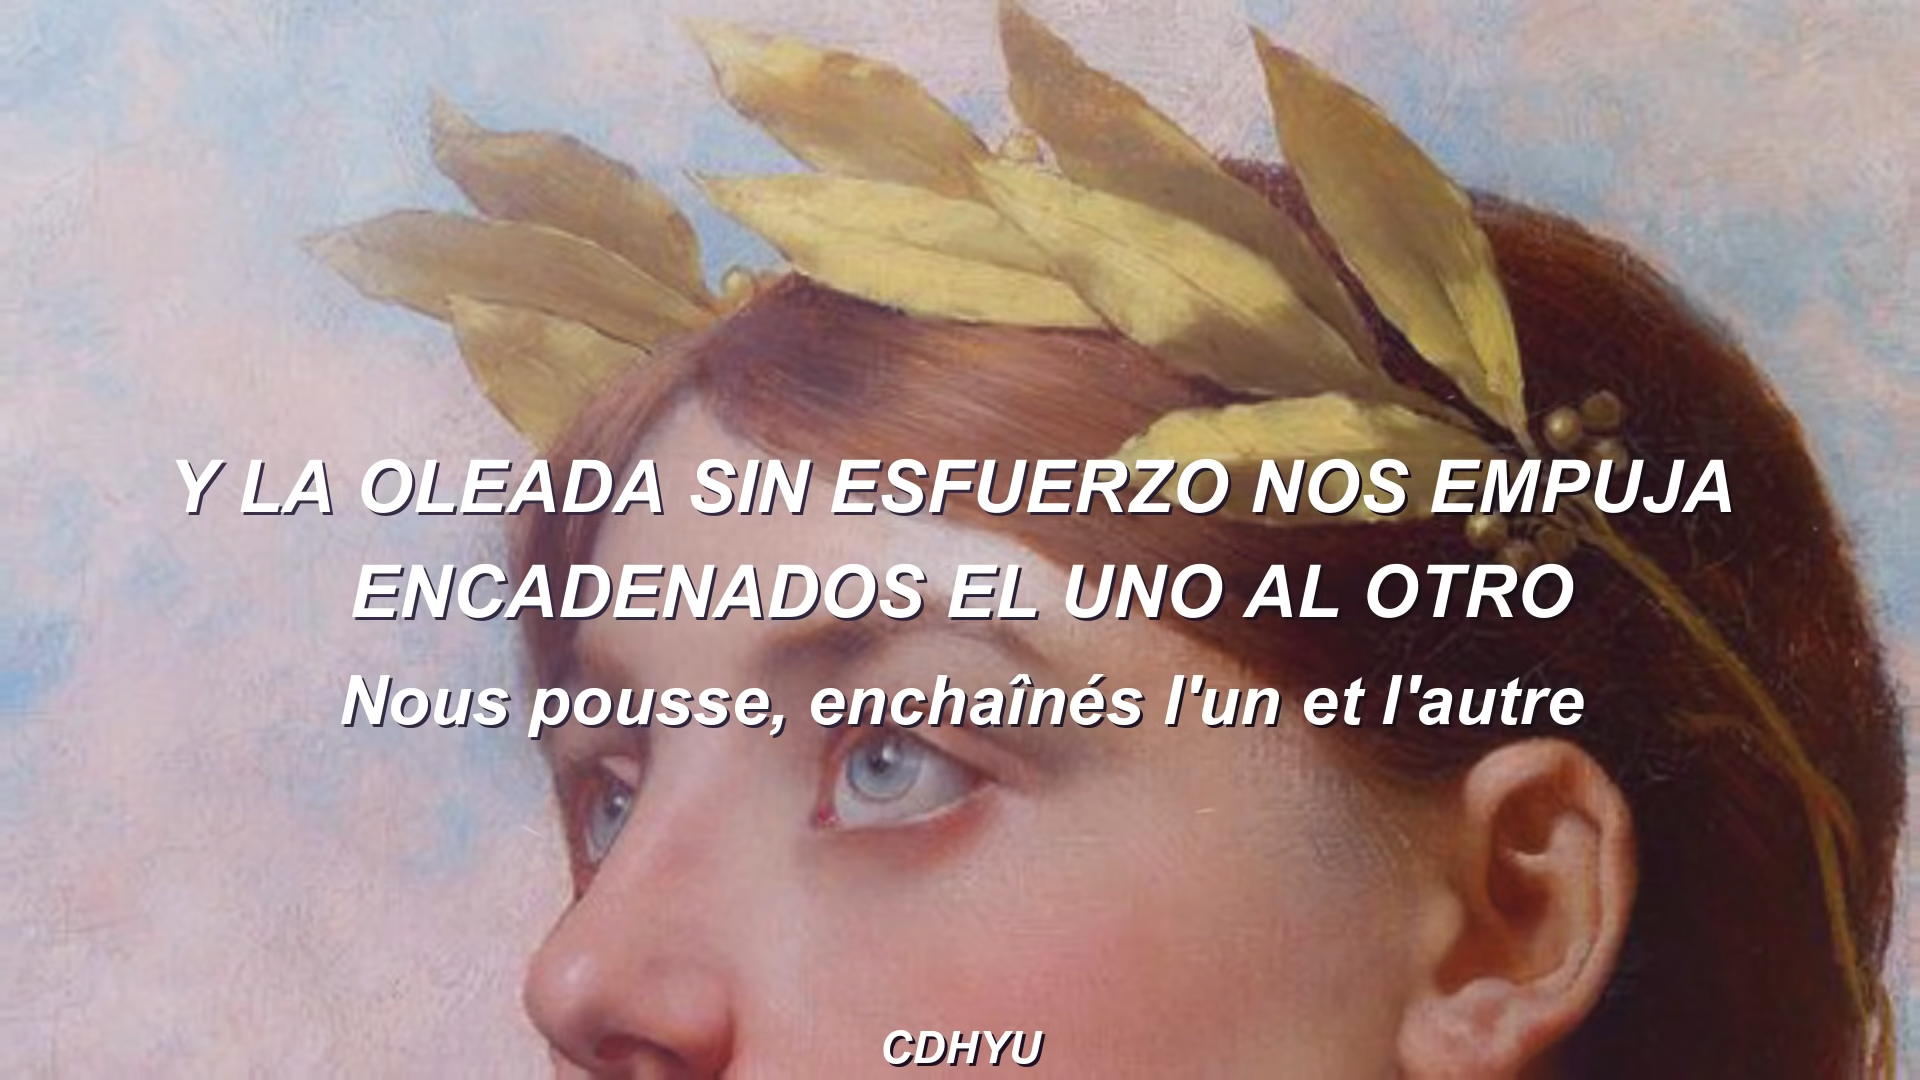 Y LA OLEADA SIN ESFUERZO NOS EMPUJA
ENCADENADOS EL UNO AL OTRO
Nous pousse, enchaînés l'un et l'autre
CDHYU